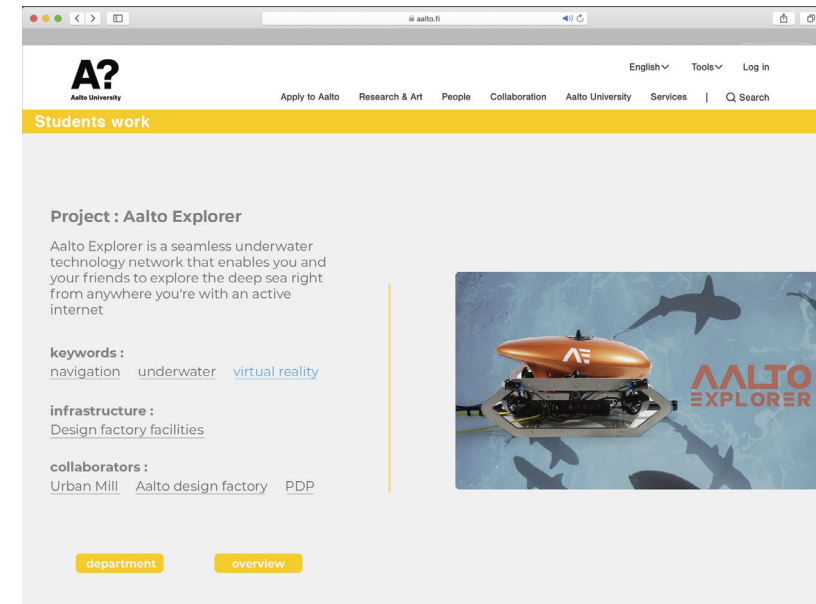 aalto.fi
A?
Aalto University
English
Tools
Log in
Apply to Aalto
Research & Art
People
Collaboration
Aalto University
Services
|
Search
Students work
Project : Aalto Explorer
Aalto Explorer is a seamless underwater
technology network that enables you and
your friends to explore the deep sea right
from anywhere you're with an active
internet
keywords :
navigation underwater virtual reality
infrastructure :
Design factory facilities
collaborators :
Urban Mill Aalto design factory PDP
department
overview
AE
AALTO
EXPLORER